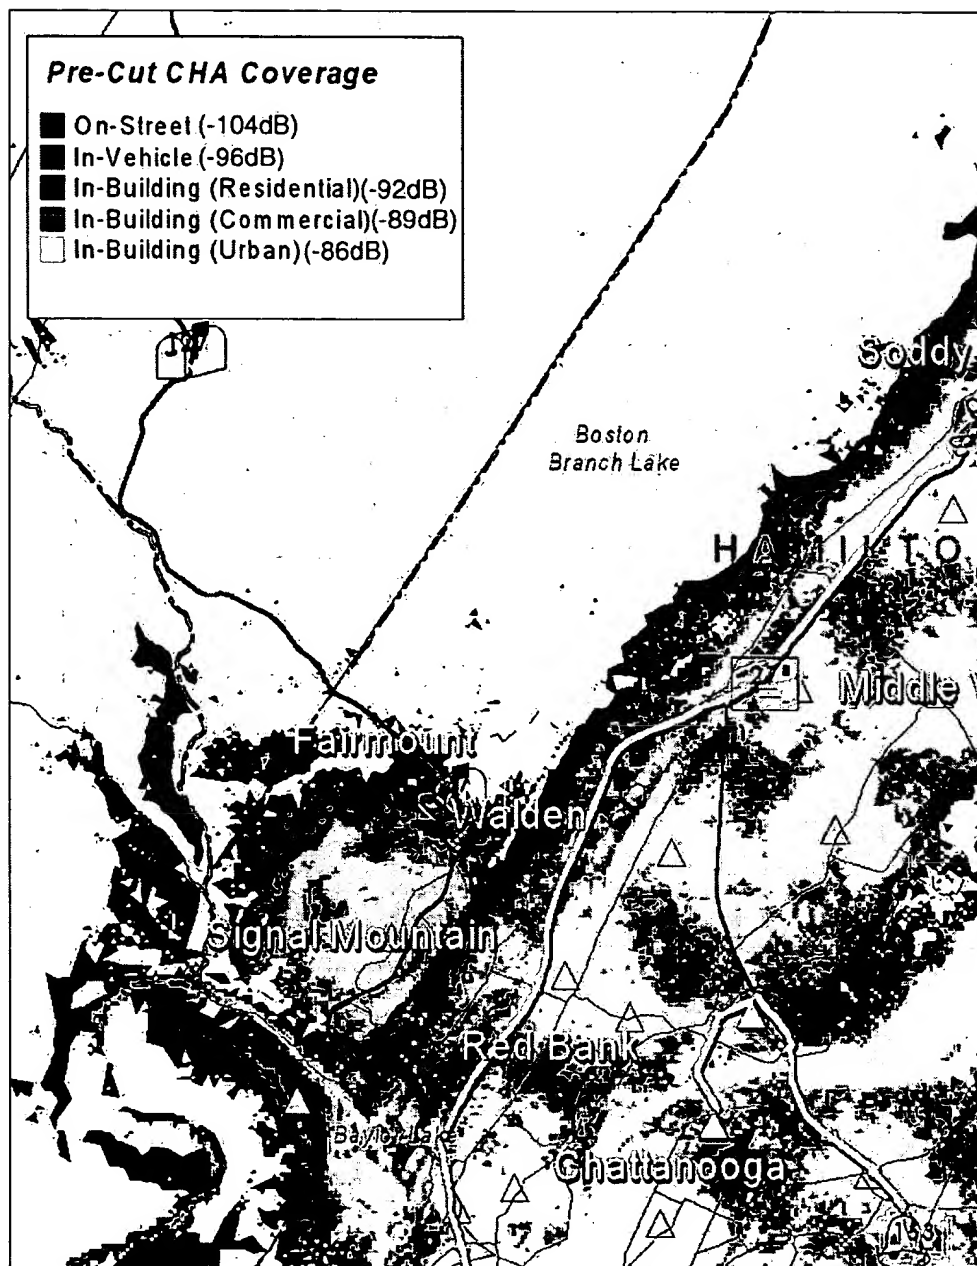 Pre-Cut CHA Coverage
On-Street (-104dB)
In-Vehicle (-96dB)
In-Building (Residential)(-92dB)
In-Building (Commercial)(-89dB)
In-Building (Urban)(-86dB)
Soddy
Boston
Branch Lake
Middle V
Fairmount
Walden
Signal Mountain
Red Bank
Baylor Lake
Chattanooga